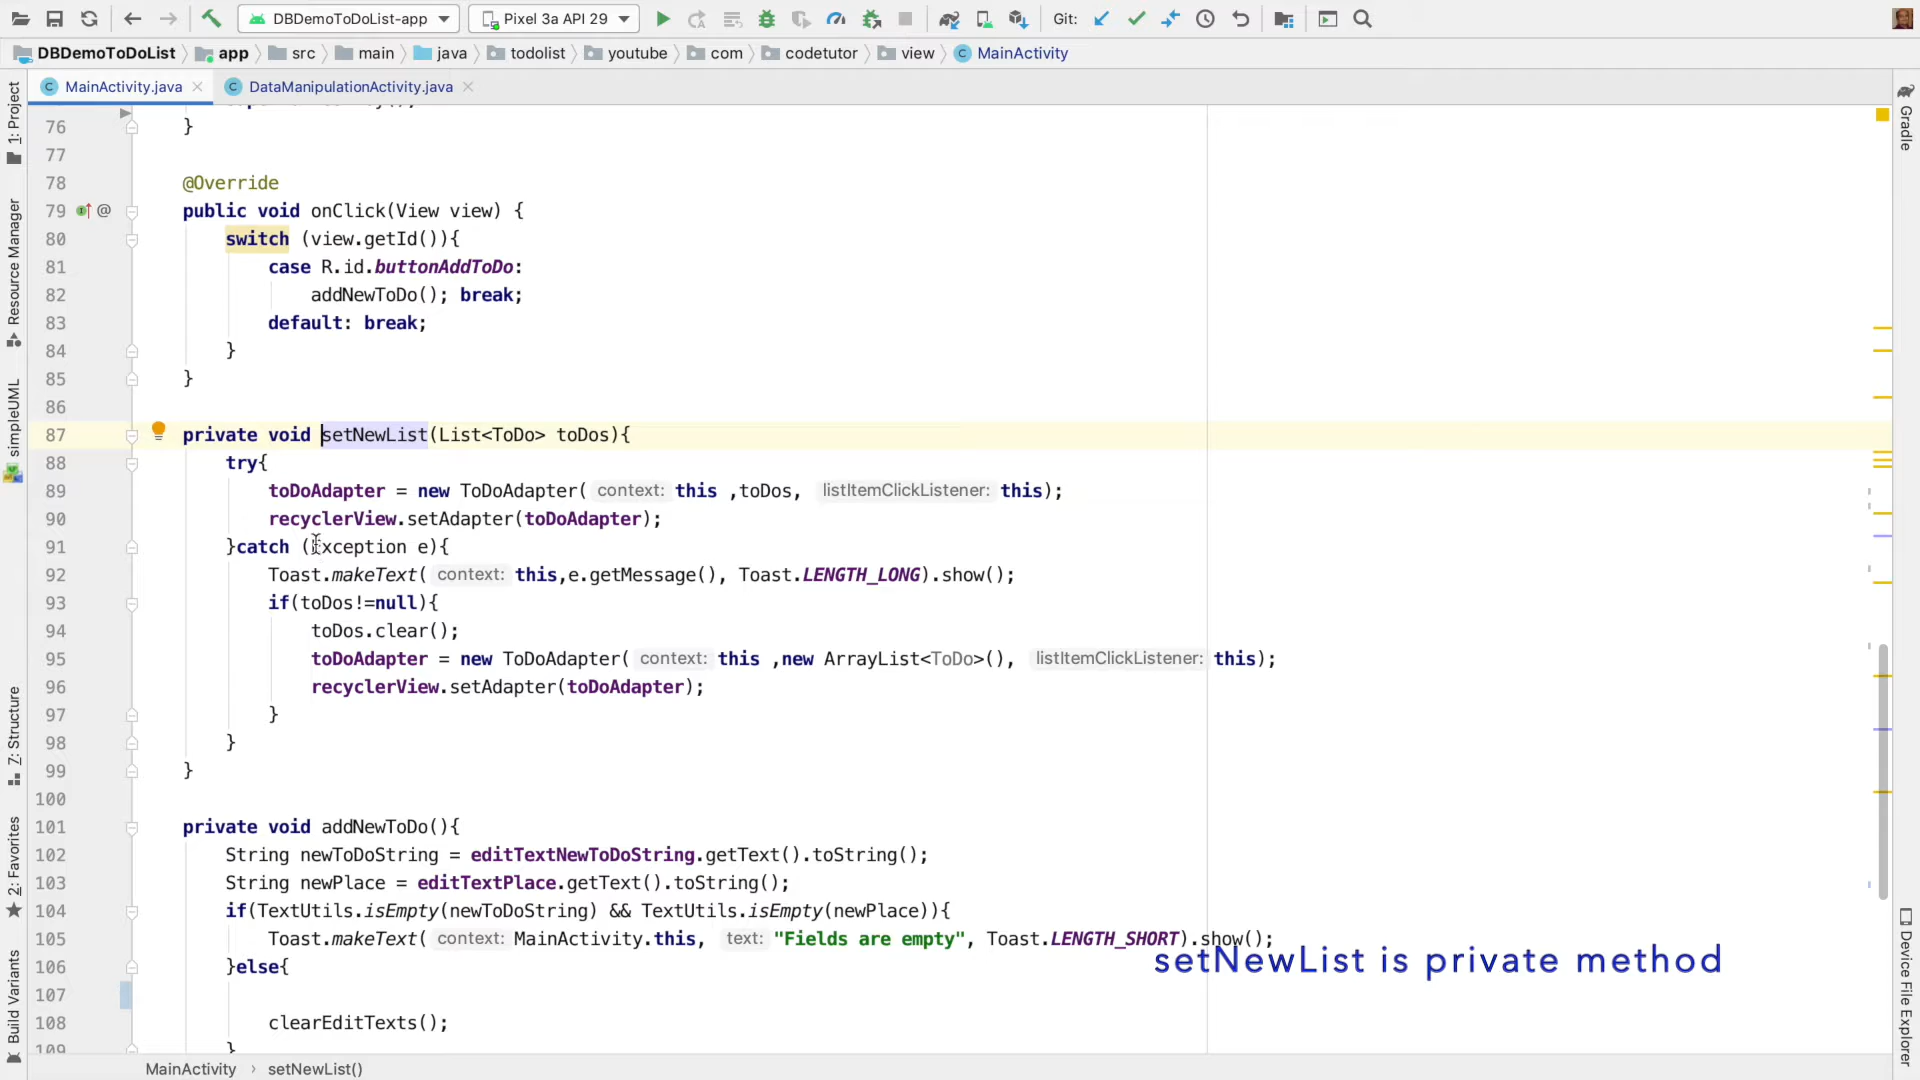 DBDemoToDoList-app
Pixel 3a API 29
Git:
DBDemoToDoList
app
src
main
java
todolist
youtube
com
codetutor
view
MainActivity
MainActivity.java
DataManipulationActivity.java
1: Project
Resource Manager
simpleUML
7: Structure
2: Favorites
Build Variants
Gradle
Device File Explorer
76 }
77
78 @Override
79 @ public void onClick(View view) {
80 switch (view.getId()){
81 case R.id.buttonAddToDo:
82 addNewToDo(); break;
83 default: break;
84 }
85 }
86
87 private void setNewList(List<ToDo> toDos){
88 try{
89 toDoAdapter = new ToDoAdapter( context: this ,toDos, listItemClickListener: this);
90 recyclerView.setAdapter(toDoAdapter);
91 }catch (Exception e){
92 Toast.makeText( context: this,e.getMessage(), Toast.LENGTH_LONG).show();
93 if(toDos!=null){
94 toDos.clear();
95 toDoAdapter = new ToDoAdapter( context: this ,new ArrayList<ToDo>(), listItemClickListener: this);
96 recyclerView.setAdapter(toDoAdapter);
97 }
98 }
99 }
100
101 private void addNewToDo(){
102 String newToDoString = editTextNewToDoString.getText().toString();
103 String newPlace = editTextPlace.getText().toString();
104 if(TextUtils.isEmpty(newToDoString) && TextUtils.isEmpty(newPlace)){
105 Toast.makeText( context: MainActivity.this, text: "Fields are empty", Toast.LENGTH_SHORT).show();
106 }else{
setNewList is private method
107
108 clearEditTexts();
109 }
MainActivity › setNewList()